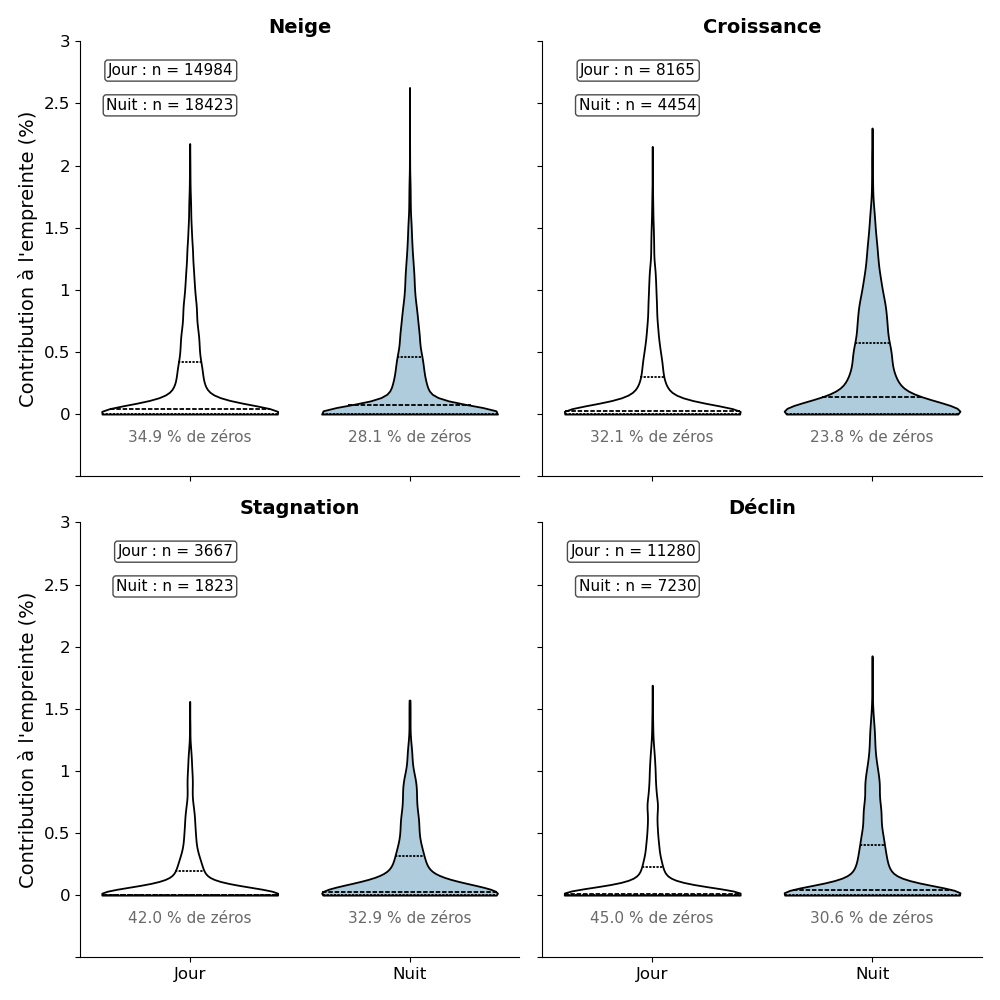 Neige
Croissance
Contribution à l'empreinte (%)
3
2.5
2
1.5
1
0.5
0
Jour : n = 14984
Nuit : n = 18423
34.9 % de zéros
28.1 % de zéros
Jour : n = 8165
Nuit : n = 4454
32.1 % de zéros
23.8 % de zéros
Stagnation
Déclin
Contribution à l'empreinte (%)
3
2.5
2
1.5
1
0.5
0
Jour : n = 3667
Nuit : n = 1823
42.0 % de zéros
32.9 % de zéros
Jour : n = 11280
Nuit : n = 7230
45.0 % de zéros
30.6 % de zéros
Jour
Nuit
Jour
Nuit